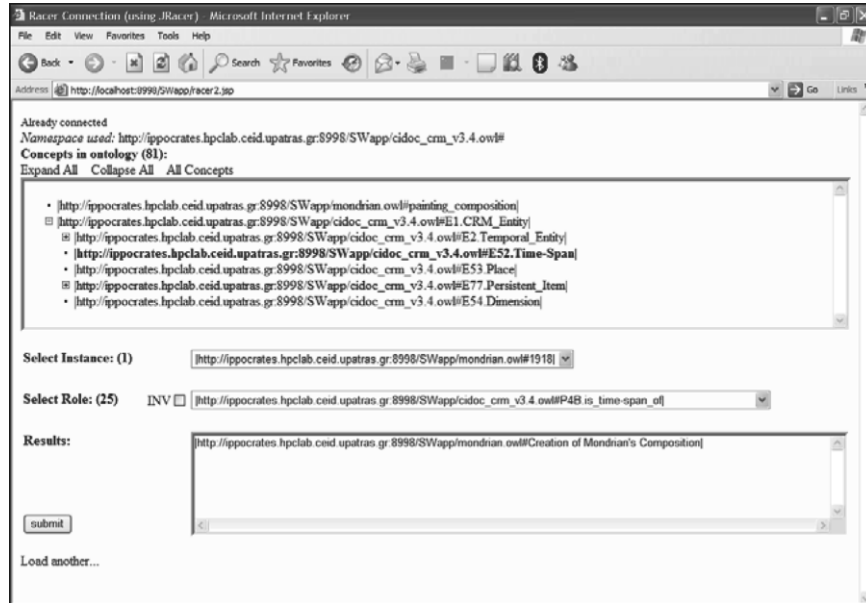 Racer Connection (using JRacer) - Microsoft Internet Explorer
File Edit View Favorites Tools Help
Back Search Favorites
Address http://localhost:8998/SWapp/racer2.jsp Go Links
Already connected
Namespace used: http://ippocrates.hpclab.ceid.upatras.gr:8998/SWapp/cidoc_crm_v3.4.owl#
Concepts in ontology (81):
Expand All Collapse All All Concepts
|http://ippocrates.hpclab.ceid.upatras.gr:8998/SWapp/mondrian.owl#painting_composition|
|http://ippocrates.hpclab.ceid.upatras.gr:8998/SWapp/cidoc_crm_v3.4.owl#E1.CRM_Entity|
|http://ippocrates.hpclab.ceid.upatras.gr:8998/SWapp/cidoc_crm_v3.4.owl#E2.Temporal_Entity|
|http://ippocrates.hpclab.ceid.upatras.gr:8998/SWapp/cidoc_crm_v3.4.owl#E52.Time-Span|
|http://ippocrates.hpclab.ceid.upatras.gr:8998/SWapp/cidoc_crm_v3.4.owl#E53.Place|
|http://ippocrates.hpclab.ceid.upatras.gr:8998/SWapp/cidoc_crm_v3.4.owl#E77.Persistent_Item|
|http://ippocrates.hpclab.ceid.upatras.gr:8998/SWapp/cidoc_crm_v3.4.owl#E54.Dimension|
Select Instance: (1) |http://ippocrates.hpclab.ceid.upatras.gr:8998/SWapp/mondrian.owl#1918|
Select Role: (25) INV |http://ippocrates.hpclab.ceid.upatras.gr:8998/SWapp/cidoc_crm_v3.4.owl#P4B.is_time-span_of|
Results: |http://ippocrates.hpclab.ceid.upatras.gr:8998/SWapp/mondrian.owl#Creation of Mondrian's Composition|
submit
Load another...